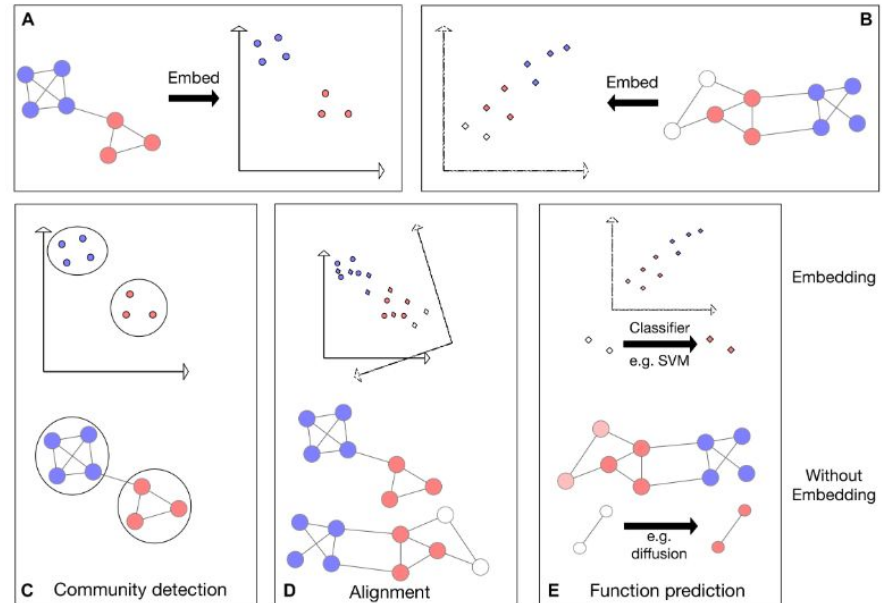 A
Embed
B
Embed
Embedding
Classifier
e.g. SVM
Without
Embedding
e.g.
diffusion
C Community detection
D Alignment
E Function prediction